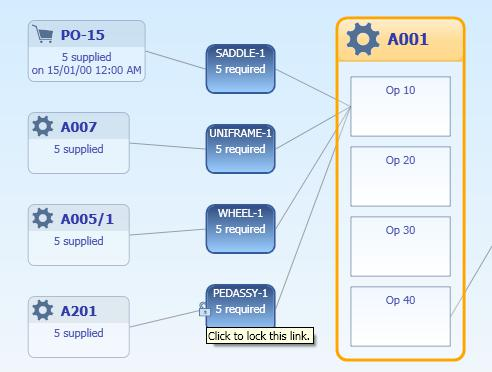 PO-15
5 supplied
on 15/01/00 12:00 AM
SADDLE-1
5 required
A007
5 supplied
UNIFRAME-1
5 required
A005/1
5 supplied
WHEEL-1
5 required
A201
5 supplied
PEDASSY-1
5 required
Click to lock this link.
A001
Op 10
Op 20
Op 30
Op 40